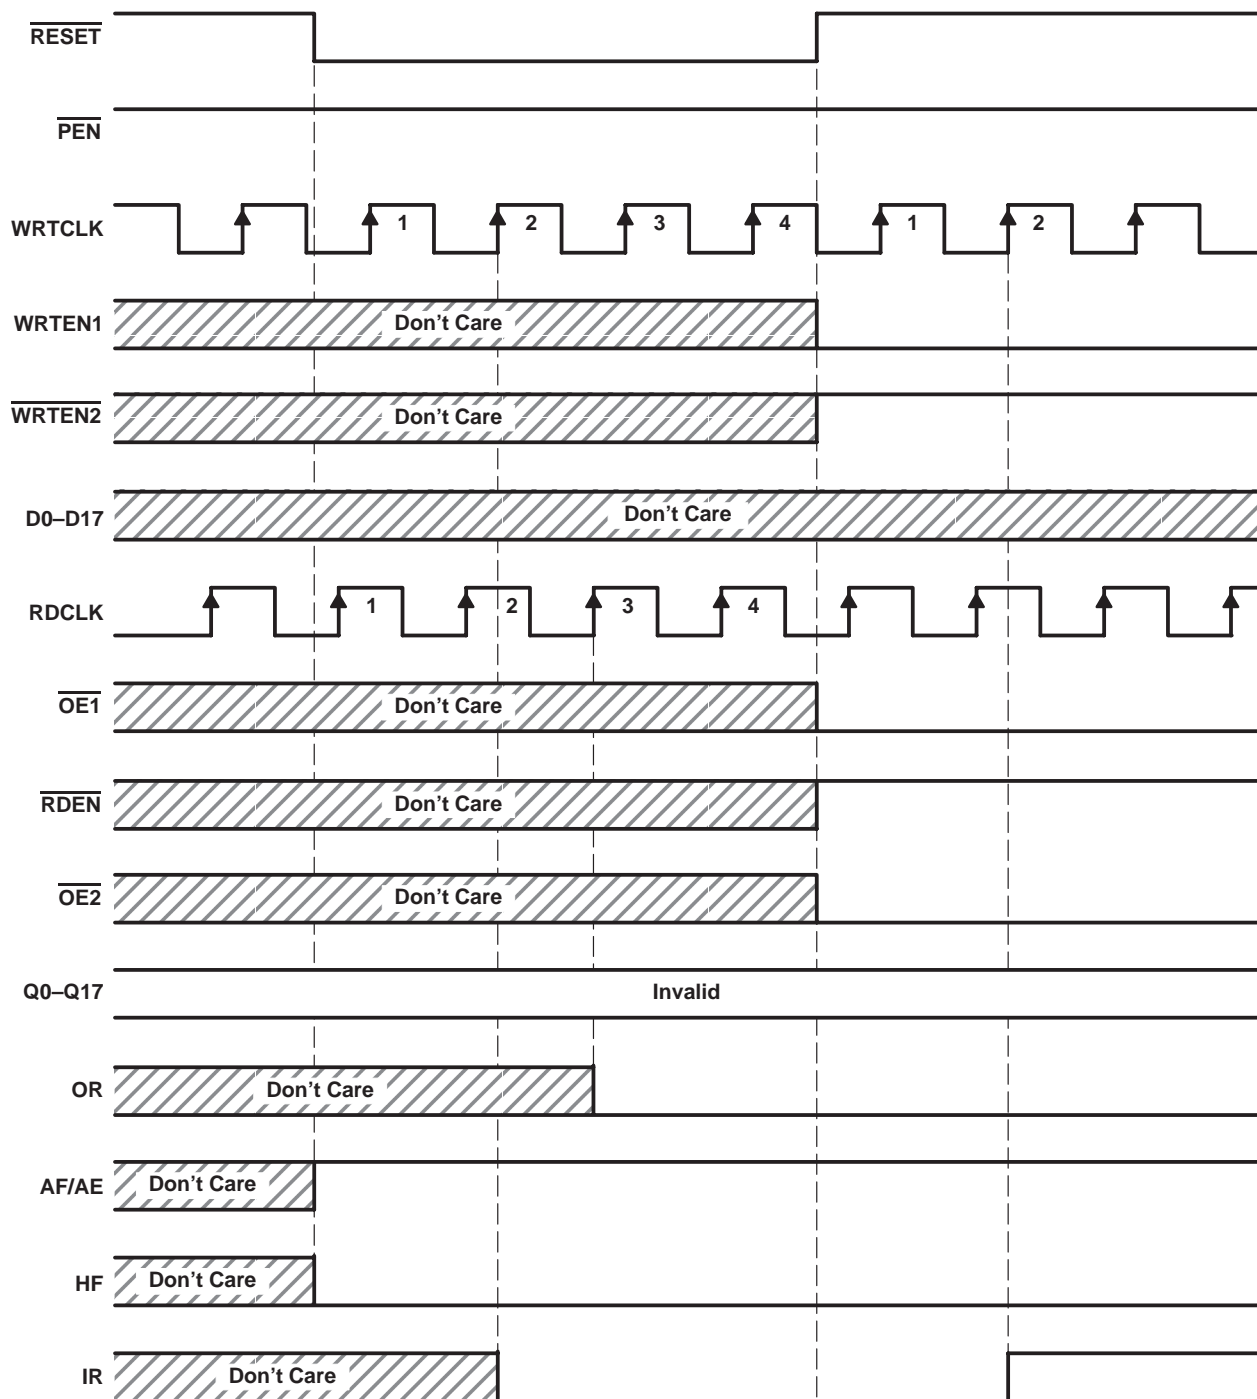 RESET
PEN
WRTCLK 1 2 3 4 1 2
WRTEN1 Don't Care
WRTEN2 Don't Care
D0–D17 Don't Care
RDCLK 1 2 3 4
OE1 Don't Care
RDEN Don't Care
OE2 Don't Care
Q0–Q17 Invalid
OR Don't Care
AF/AE Don't Care
HF Don't Care
IR Don't Care